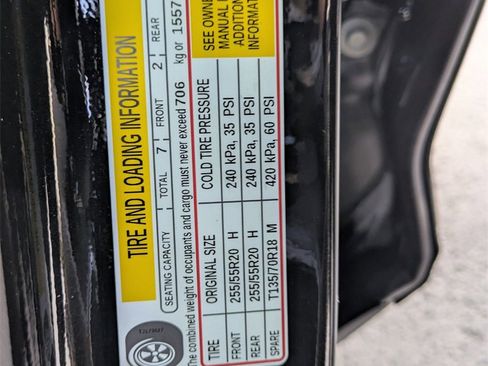 TIRE AND LOADING INFORMATION
SEATING CAPACITY TOTAL 7 FRONT 2 REAR
The combined weight of occupants and cargo must never exceed 706 kg or 1557
TIRE ORIGINAL SIZE COLD TIRE PRESSURE
FRONT 255/55R20 H 240 kPa, 35 PSI
REAR 255/55R20 H 240 kPa, 35 PSI
SPARE T135/70R18 M 420 kPa, 60 PSI
SEE OWNE
MANUAL
ADDITION
INFORMAT